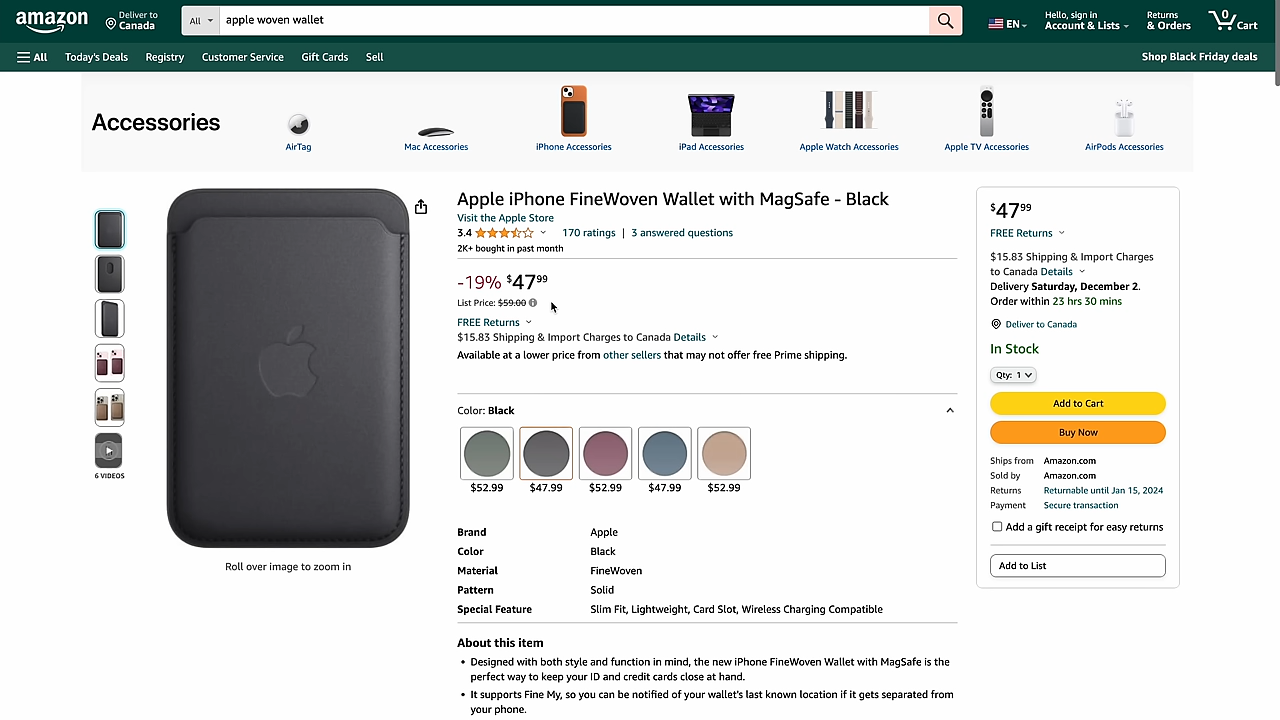 amazon
Deliver to
Canada
All
apple woven wallet
EN
Hello, sign in
Account & Lists
Returns
& Orders
0
Cart
All
Today's Deals
Registry
Customer Service
Gift Cards
Sell
Shop Black Friday deals
Accessories
AirTag
Mac Accessories
iPhone Accessories
iPad Accessories
Apple Watch Accessories
Apple TV Accessories
AirPods Accessories
6 VIDEOS
Roll over image to zoom in
Apple iPhone FineWoven Wallet with MagSafe - Black
Visit the Apple Store
3.4 170 ratings | 3 answered questions
2K+ bought in past month
-19% $4799
List Price: $59.00
FREE Returns
$15.83 Shipping & Import Charges to Canada Details
Available at a lower price from other sellers that may not offer free Prime shipping.
Color: Black
$52.99 $47.99 $52.99 $47.99 $52.99
Brand Apple
Color Black
Material FineWoven
Pattern Solid
Special Feature Slim Fit, Lightweight, Card Slot, Wireless Charging Compatible
About this item
• Designed with both style and function in mind, the new iPhone FineWoven Wallet with MagSafe is the
perfect way to keep your ID and credit cards close at hand.
• It supports Fine My, so you can be notified of your wallet's last known location if it gets separated from
your phone.
$4799
FREE Returns
$15.83 Shipping & Import Charges
to Canada Details
Delivery Saturday, December 2.
Order within 23 hrs 30 mins
Deliver to Canada
In Stock
Qty: 1
Add to Cart
Buy Now
Ships from Amazon.com
Sold by Amazon.com
Returns Returnable until Jan 15, 2024
Payment Secure transaction
Add a gift receipt for easy returns
Add to List